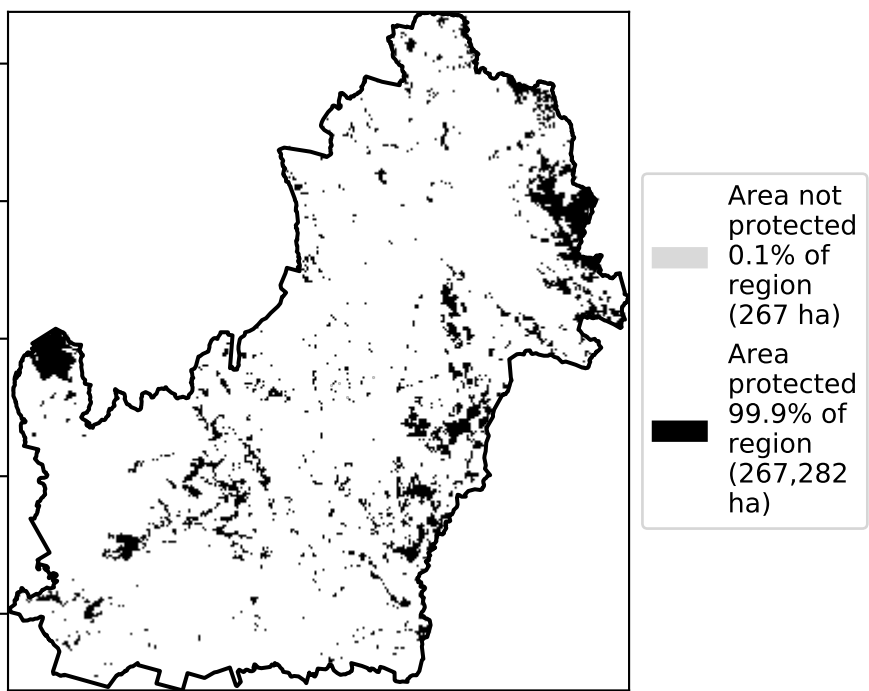 Area not
protected
0.1% of
region
(267 ha)
Area
protected
99.9% of
region
(267,282
ha)